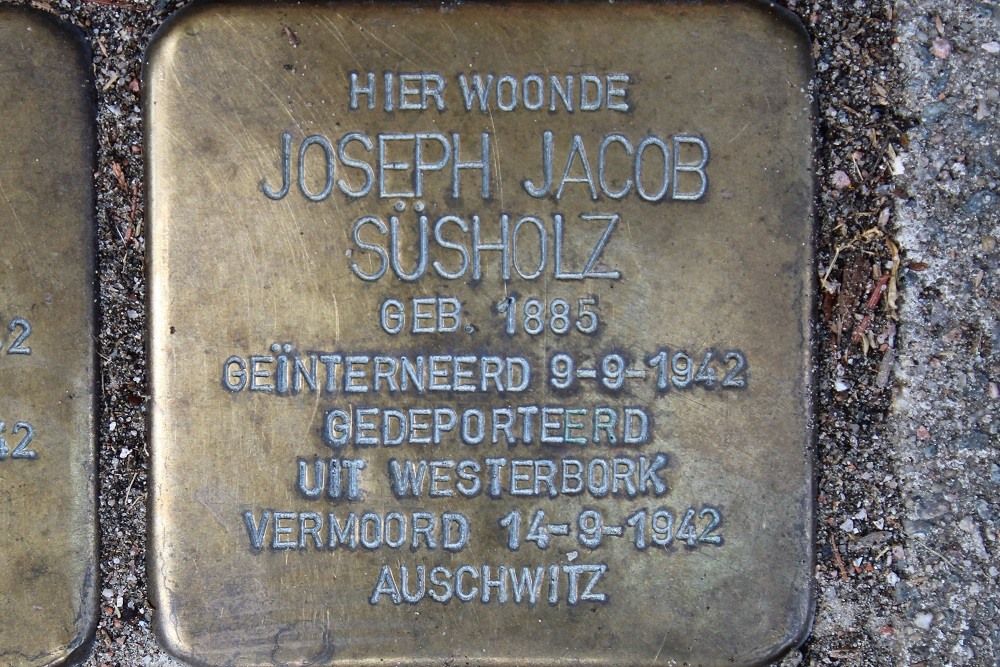 HIER WOONDE
JOSEPH JACOB
SÜSHOLZ
GEB. 1885
GEÏNTERNEERD 9-9-1942
GEDEPORTEERD
UIT WESTERBORK
VERMOORD 14-9-1942
AUSCHWITZ